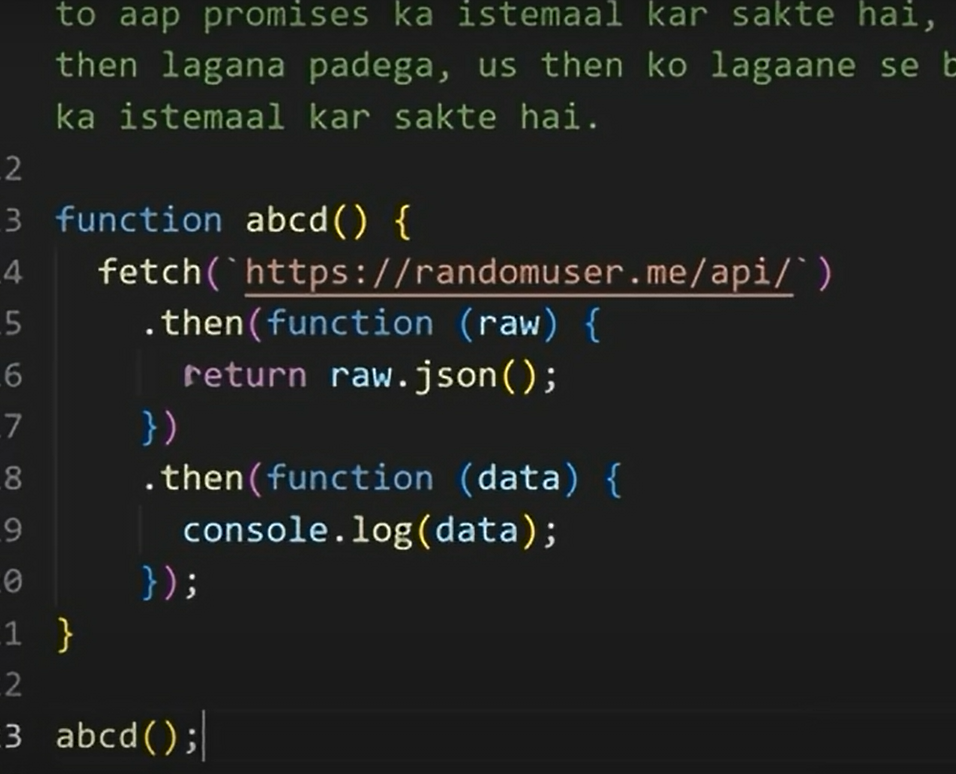 to aap promises ka istemaal kar sakte hai,
then lagana padega, us then ko lagaane se
ka istemaal kar sakte hai.
2
3 function abcd() {
4 fetch(`https://randomuser.me/api/`)
5 .then(function (raw) {
6 return raw.json();
7 })
8 .then(function (data) {
9 console.log(data);
0 });
1 }
2
3 abcd();